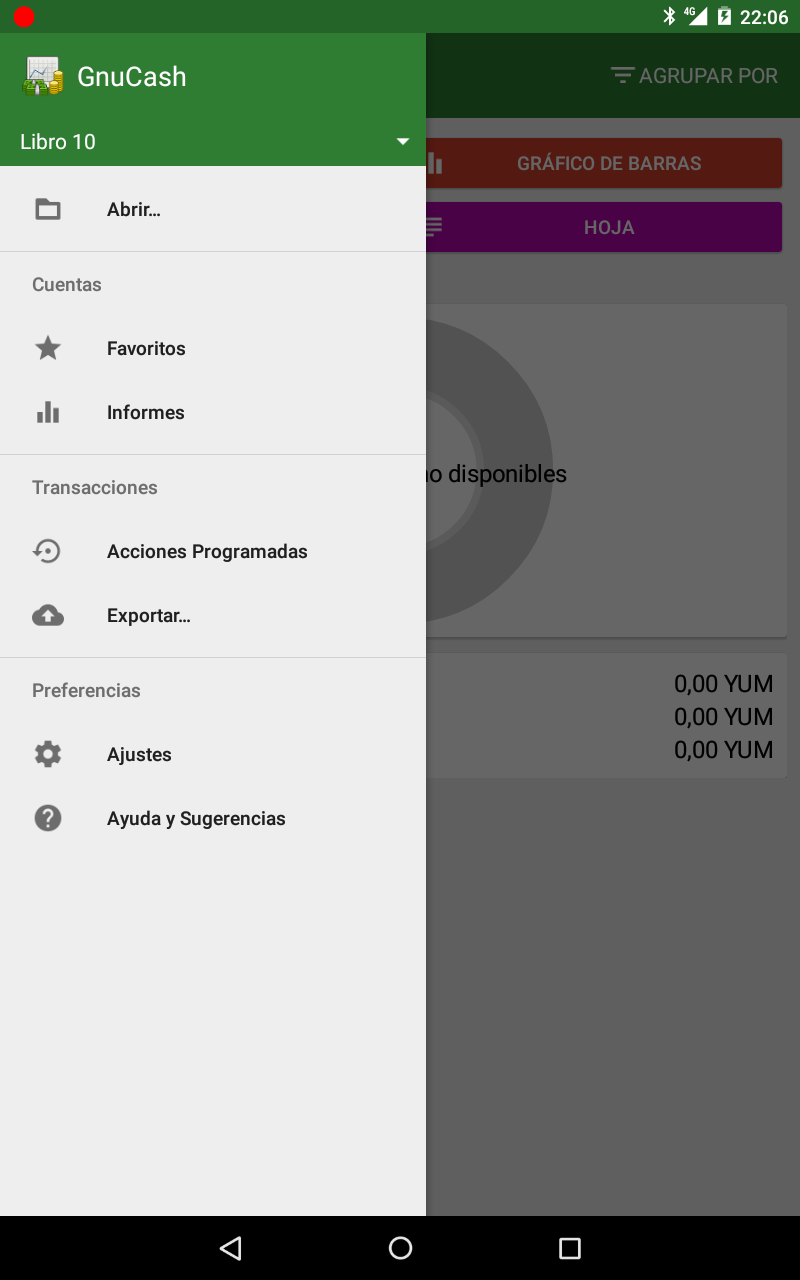 4G 22:06
GnuCash
AGRUPAR POR
Libro 10
GRÁFICO DE BARRAS
Abrir...
HOJA
Cuentas
Favoritos
Informes
no disponibles
Transacciones
Acciones Programadas
Exportar...
Preferencias
0,00 YUM
0,00 YUM
0,00 YUM
Ajustes
Ayuda y Sugerencias